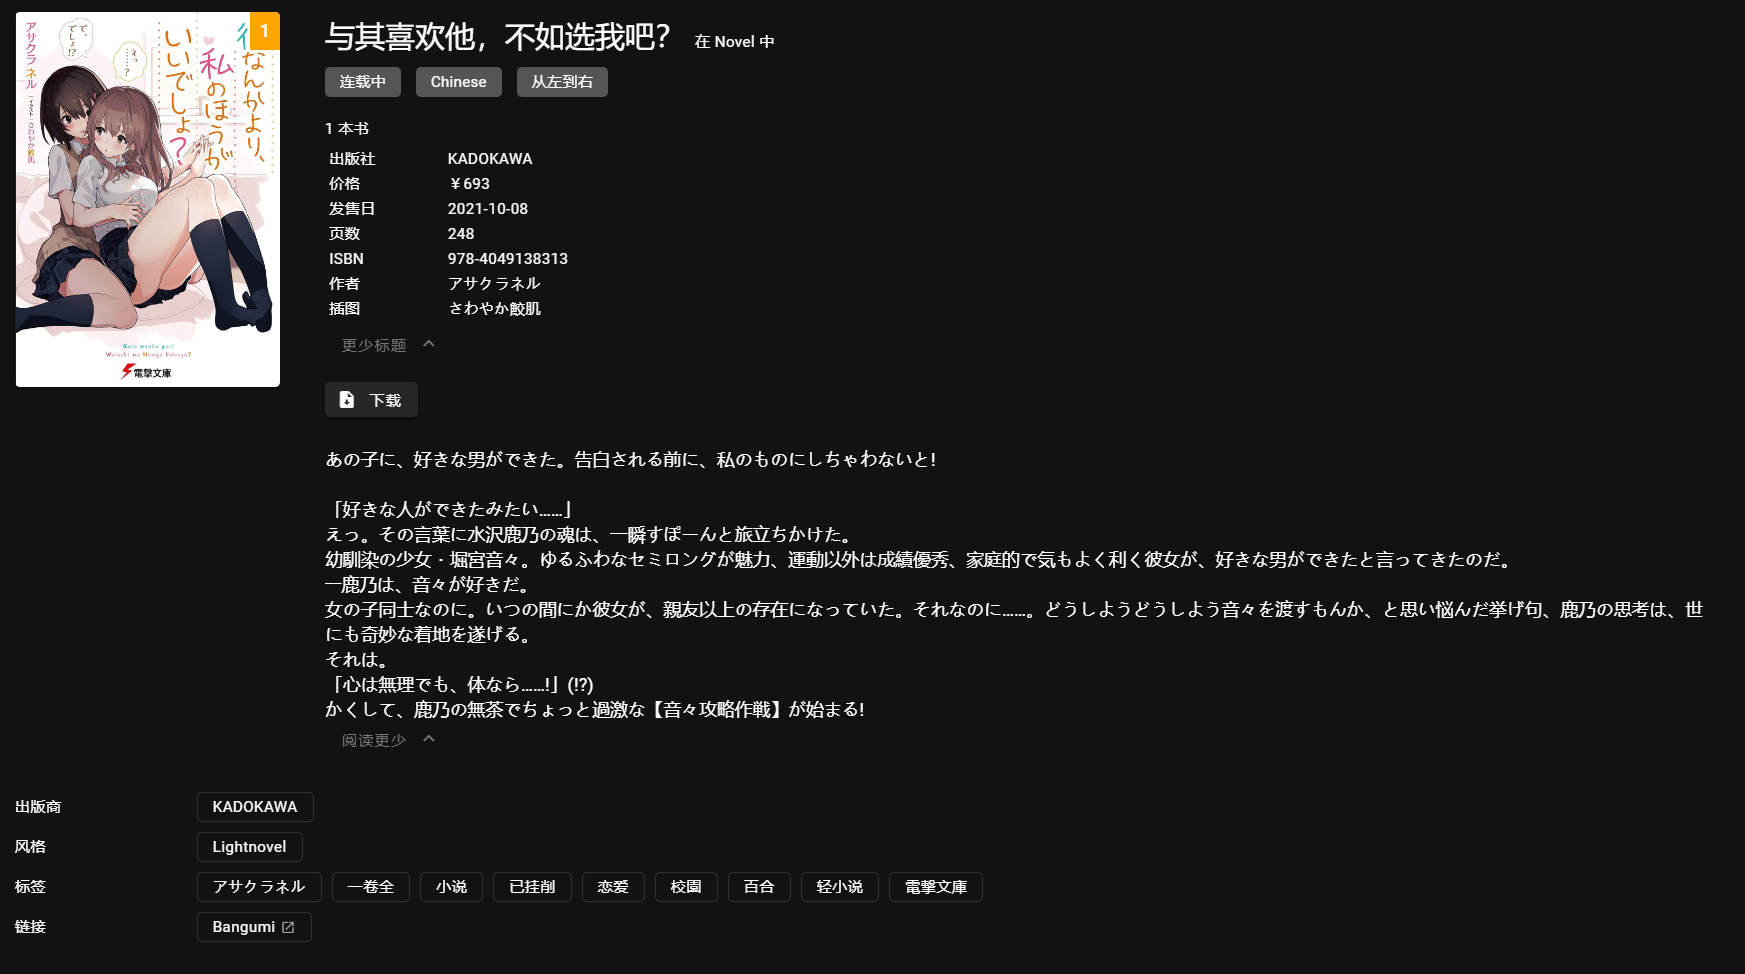 アサクラネル
イラスト さわやか鮫肌
で、でしょ!?
えっ……?
彼なんかより、
私のほうが
いいでしょ?
1
Kare nanka yori
Watashi no Houga Iidesyo?
電撃文庫
与其喜欢他，不如选我吧？ 在 Novel 中
连载中 Chinese 从左到右
1 本书
出版社 KADOKAWA
价格 ￥693
发售日 2021-10-08
页数 248
ISBN 978-4049138313
作者 アサクラネル
插图 さわやか鮫肌
更少标题
下载
あの子に、好きな男ができた。告白される前に、私のものにしちゃわないと!
「好きな人ができたみたい……」
えっ。その言葉に水沢鹿乃の魂は、一瞬すぽーんと旅立ちかけた。
幼馴染の少女・堀宮音々。ゆるふわなセミロングが魅力、運動以外は成績優秀、家庭的で気もよく利く彼女が、好きな男ができたと言ってきたのだ。
―鹿乃は、音々が好きだ。
女の子同士なのに。いつの間にか彼女が、親友以上の存在になっていた。それなのに……。どうしようどうしよう音々を渡すもんか、と思い悩んだ挙げ句、鹿乃の思考は、世
にも奇妙な着地を遂げる。
それは。
「心は無理でも、体なら……!」(!?)
かくして、鹿乃の無茶でちょっと過激な【音々攻略作戦】が始まる!
阅读更少
出版商 KADOKAWA
风格 Lightnovel
标签 アサクラネル 一卷全 小说 已挂削 恋爱 校園 百合 轻小说 電撃文庫
链接 Bangumi